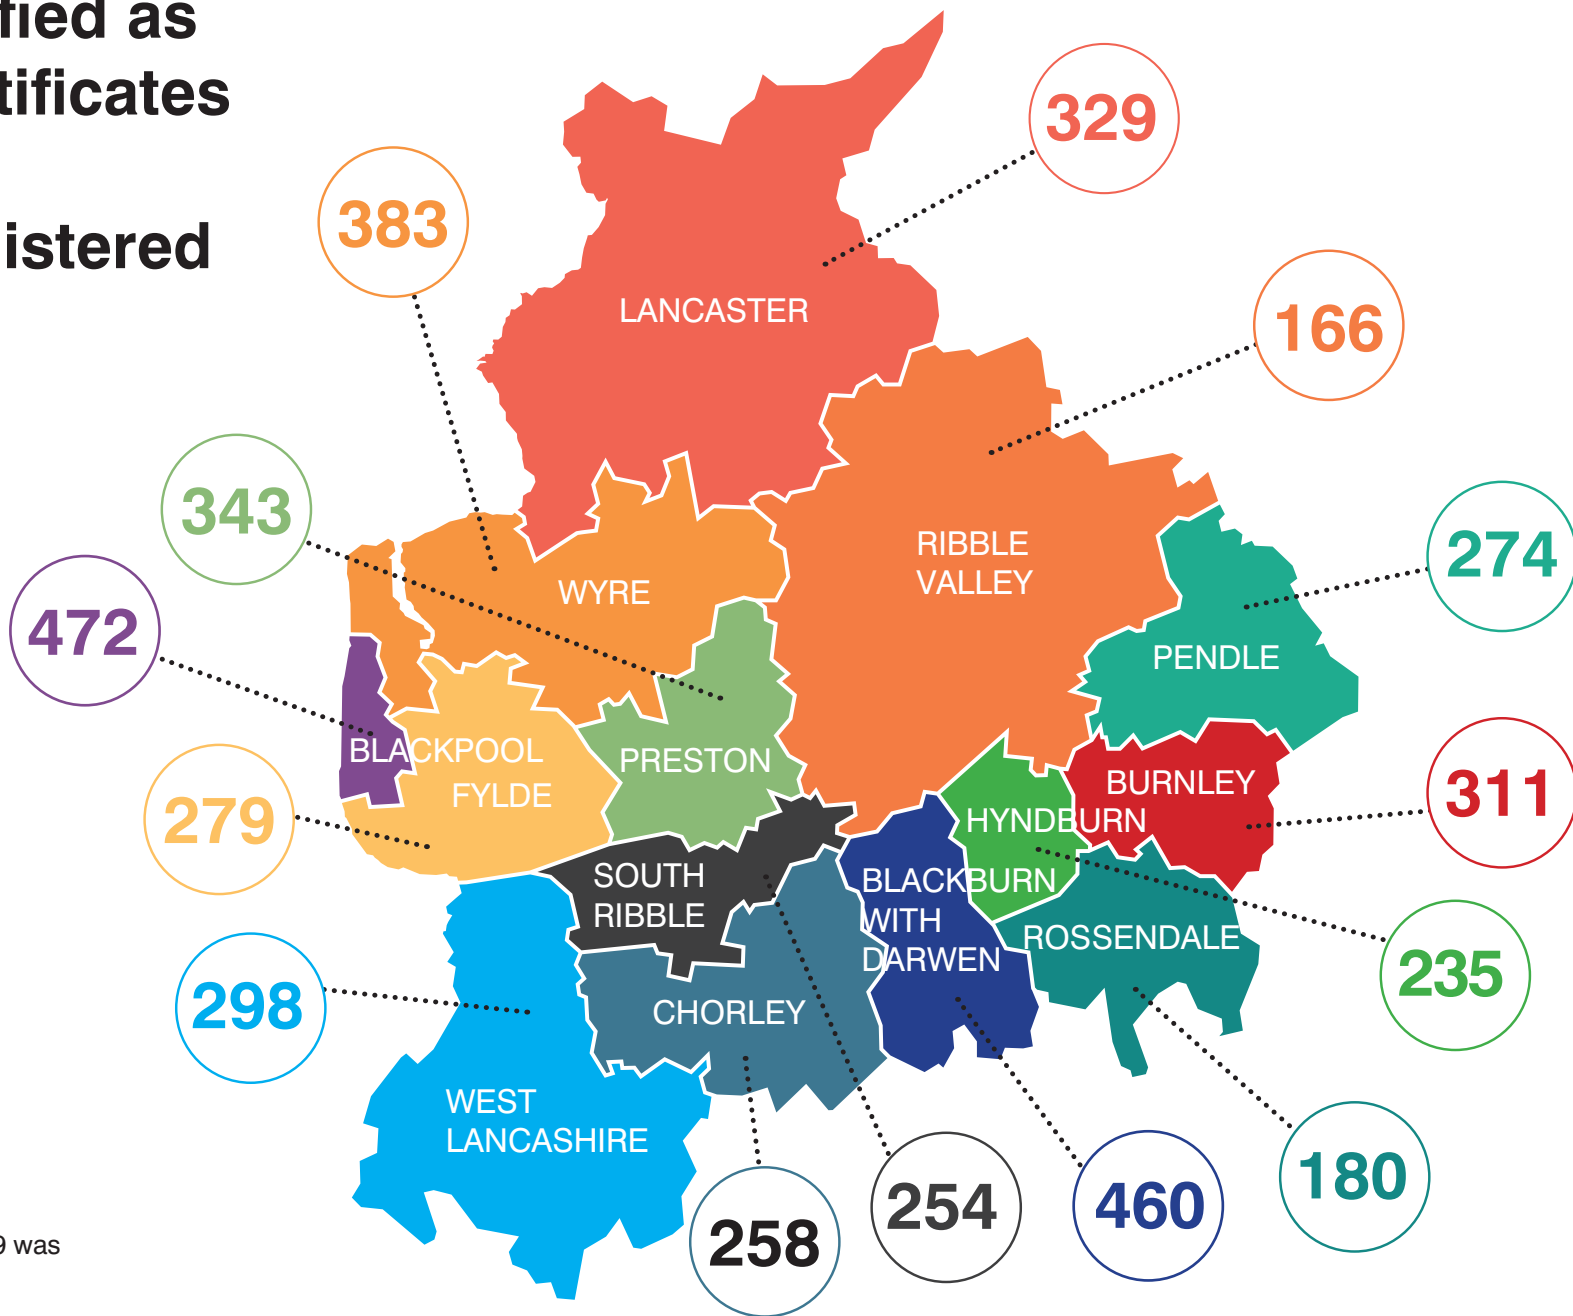 fied as
tificates
istered
329
383
166
LANCASTER
343
RIBBLE
VALLEY
274
WYRE
472
PENDLE
BLACKPOOL
FYLDE
PRESTON
BURNLEY
311
279
HYNDBURN
SOUTH
RIBBLE
BLACKBURN
WITH
DARWEN
ROSSENDALE
235
298
CHORLEY
WEST
LANCASHIRE
180
254
460
258
9 was